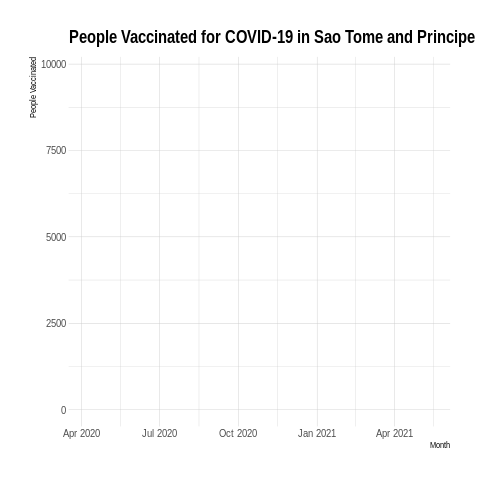 People Vaccinated for COVID-19 in Sao Tome and Principe
People Vaccinated
10000
7500
5000
2500
0
Apr 2020 Jul 2020 Oct 2020 Jan 2021 Apr 2021
Month